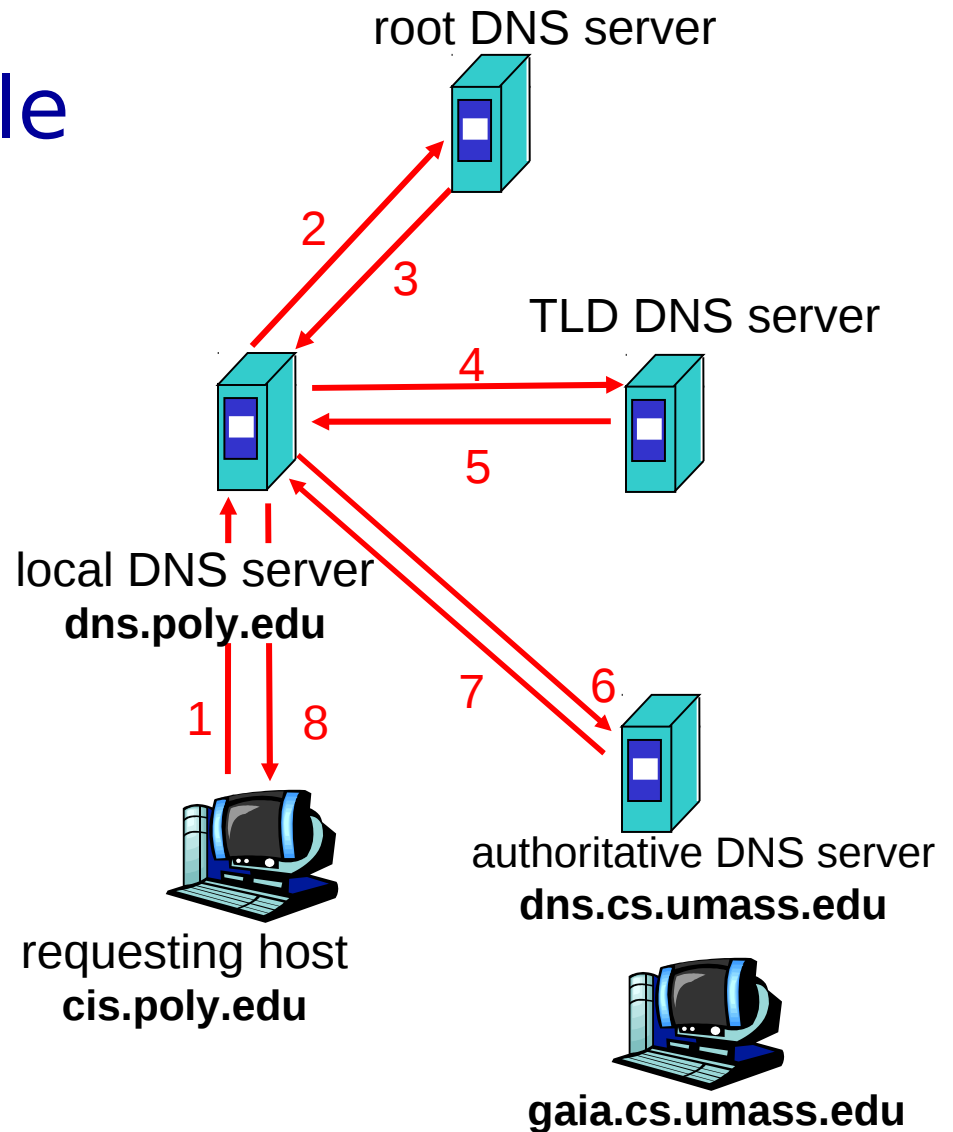 root DNS server
le
2
3
TLD DNS server
4
5
local DNS server
dns.poly.edu
1
8
7
6
authoritative DNS server
dns.cs.umass.edu
requesting host
cis.poly.edu
gaia.cs.umass.edu